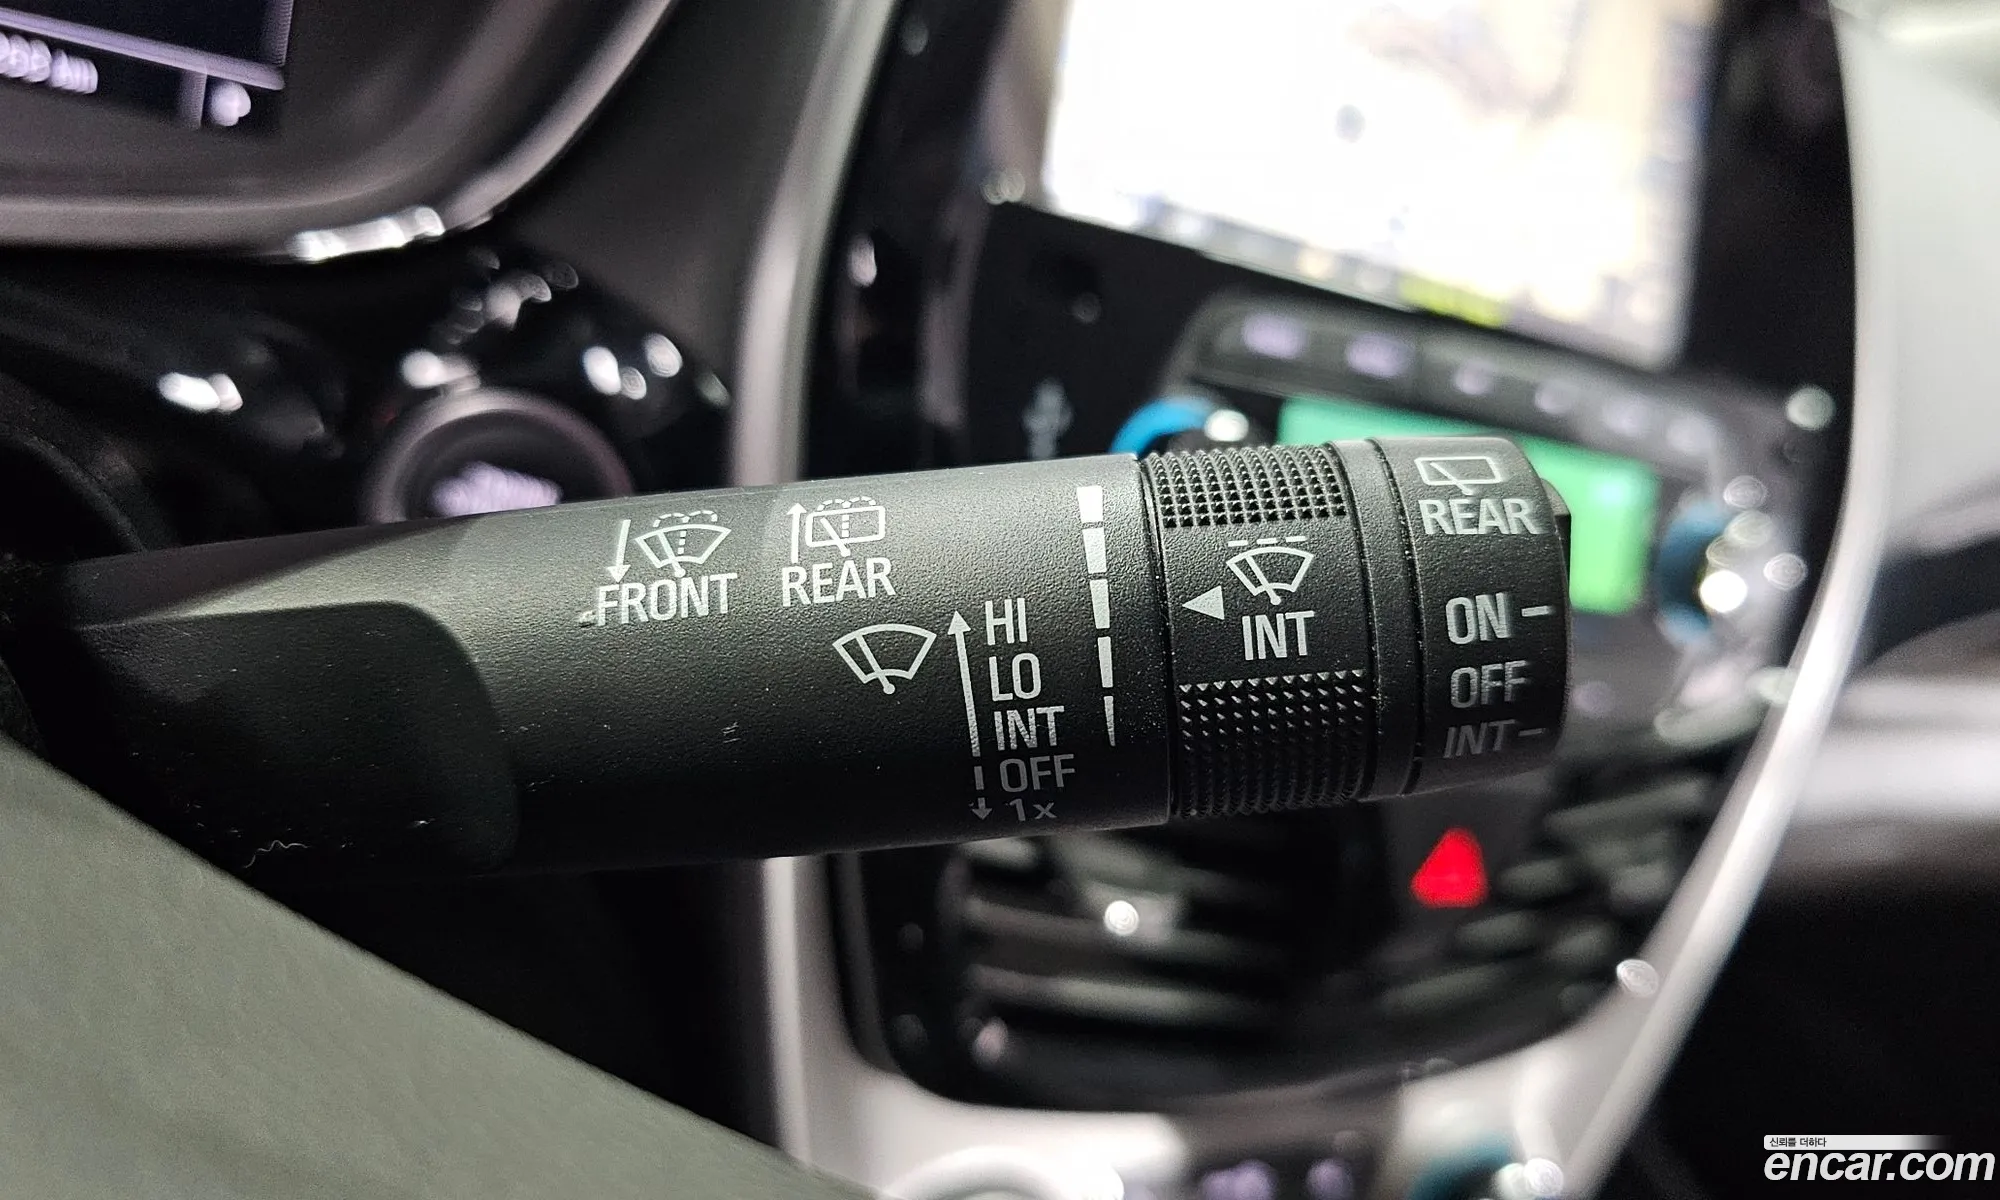 FRONT
REAR
HI
LO
INT
OFF
1x
INT
REAR
ON
OFF
INT
신뢰를 더하다
encar.com